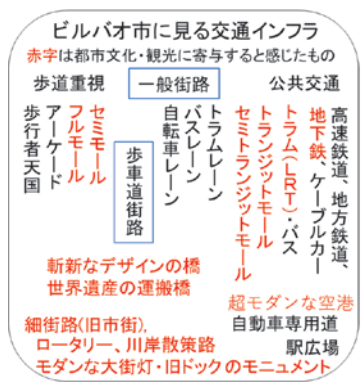 ビルバオ市に見る交通インフラ
赤字は都市文化・観光に寄与すると感じたもの
歩道重視
一般街路
公共交通
セミモール
フルモール
アーケード
歩行者天国
歩車道街路
トラムレーン
バスレーン
自転車レーン
高速鉄道、地方鉄道、
地下鉄、ケーブルカー
トラム(LRT)・バス
トランジットモール
セミトランジットモール
斬新なデザインの橋
世界遺産の運搬橋
超モダンな空港
細街路(旧市街),
自動車専用道
ロータリー、川岸散策路
駅広場
モダンな大街灯・旧ドックのモニュメント